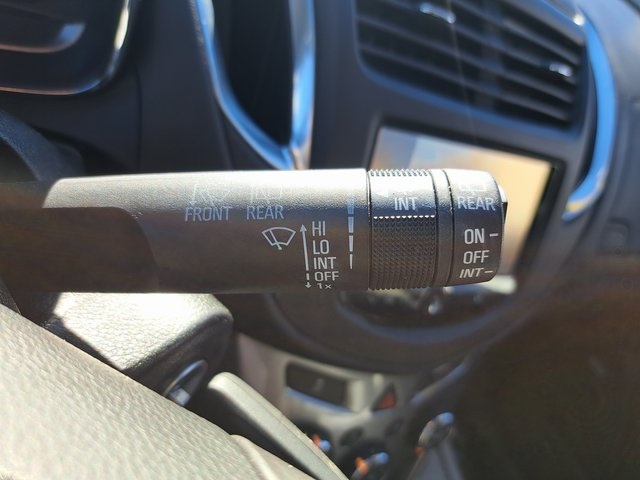 FRONT REAR
HI
LO
INT
OFF
1x
INT
REAR
ON
OFF
INT